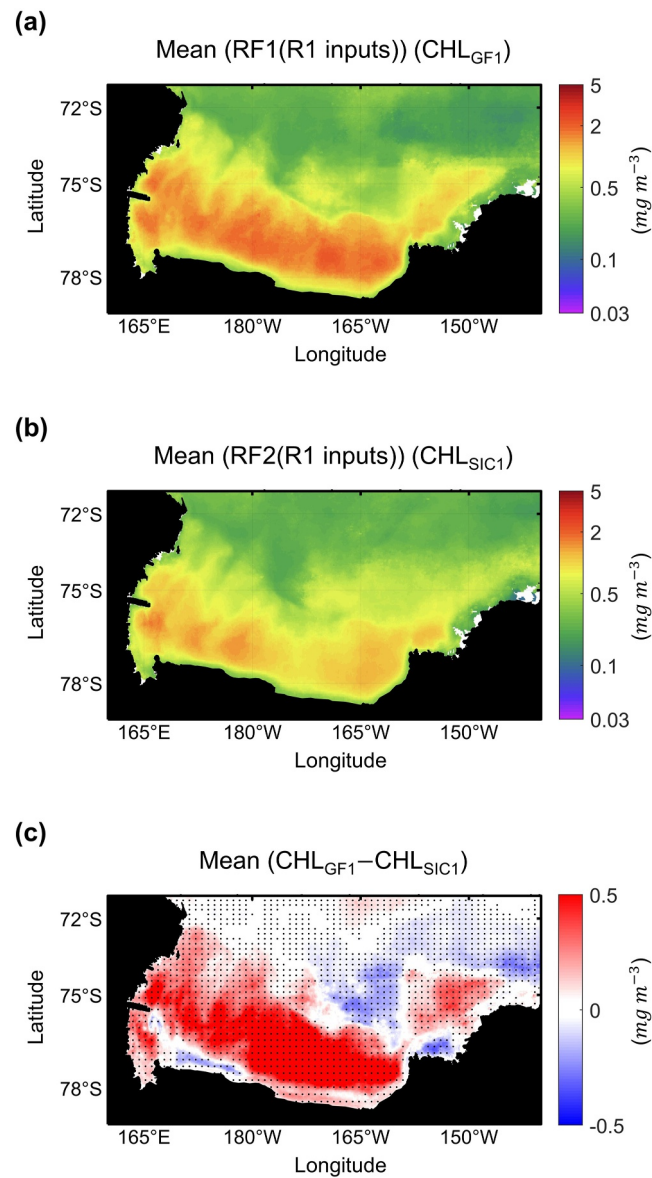 (a)
Mean (RF1(R1 inputs)) (CHL_GF1)
72°S
75°S
78°S
Latitude
165°E 180°W 165°W 150°W
Longitude
5
2
0.5
0.1
0.03
(mg m⁻³)
(b)
Mean (RF2(R1 inputs)) (CHL_SIC1)
72°S
75°S
78°S
Latitude
165°E 180°W 165°W 150°W
Longitude
5
2
0.5
0.1
0.03
(mg m⁻³)
(c)
Mean (CHL_GF1−CHL_SIC1)
72°S
75°S
78°S
Latitude
165°E 180°W 165°W 150°W
Longitude
0.5
0
-0.5
(mg m⁻³)